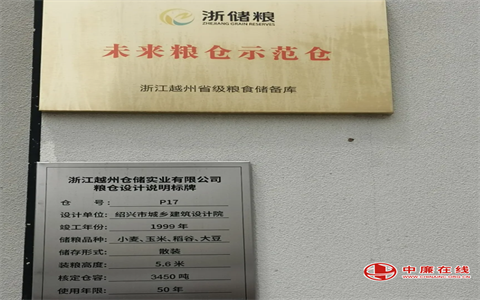 浙储粮
ZHEJIANG GRAIN RESERVES
未来粮仓示范仓
浙江越州省级粮食储备库
浙江越州仓储实业有限公司
粮仓设计说明标牌
仓 号: P17
设计单位: 绍兴市城乡建筑设计院
竣工年份: 1999 年
储粮品种: 小麦、玉米、稻谷、大豆
储存形式: 散装
装粮高度: 5.6 米
核定仓容: 3450 吨
使用年限: 50 年
中廉在线